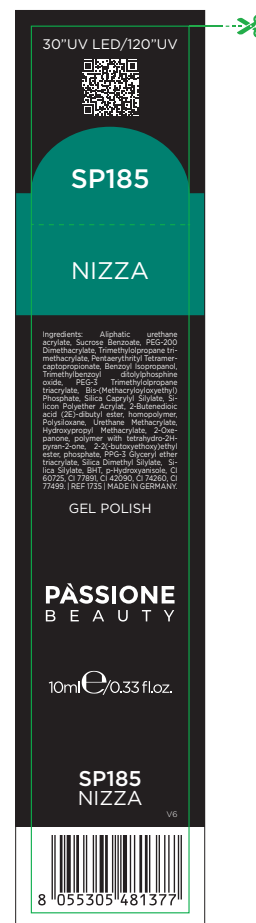 30”UV LED/120”UV
SP185
NIZZA
Ingredients: Aliphatic urethane
acrylate, Sucrose Benzoate, PEG-200
Dimethacrylate, Trimethylolpropane tri-
methacrylate, Pentaerythrityl Tetramer-
captopropionate, Benzoyl Isopropanol,
Trimethylbenzoyl ditolylphosphine
oxide, PEG-3 Trimethylolpropane
triacrylate, Bis-(Methacryloyloxyethyl)
Phosphate, Silica Caprylyl Silylate, Si-
licon Polyether Acrylat, 2-Butenedioic
acid (2E)-dibutyl ester, homopolymer,
Polysiloxane, Urethane Methacrylate,
Hydroxypropyl Methacrylate, 2-Oxe-
panone, polymer with tetrahydro-2H-
pyran-2-one, 2-2(-butoxyethoxy)ethyl
ester, phosphate, PPG-3 Glyceryl ether
triacrylate, Silica Dimethyl Silylate, Si-
lica Silylate, BHT, p-Hydroxyanisole, CI
60725, CI 77891, CI 42090, CI 74260, CI
77499. | REF 1735 | MADE IN GERMANY.
GEL POLISH
PÀSSIONE
BEAUTY
10ml℮/0.33 fl.oz.
SP185
NIZZA
V6
8 055305 481377